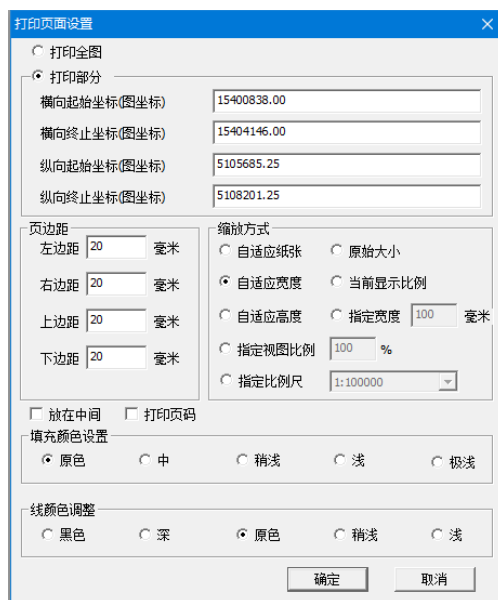 打印页面设置
打印全图
打印部分
横向起始坐标(图坐标) 15400838.00
横向终止坐标(图坐标) 15404146.00
纵向起始坐标(图坐标) 5105685.25
纵向终止坐标(图坐标) 5108201.25
页边距
左边距 20 毫米
右边距 20 毫米
上边距 20 毫米
下边距 20 毫米
缩放方式
自适应纸张 原始大小
自适应宽度 当前显示比例
自适应高度 指定宽度 100 毫米
指定视图比例 100 %
指定比例尺 1:100000
放在中间 打印页码
填充颜色设置
原色 中 稍浅 浅 极浅
线颜色调整
黑色 深 原色 稍浅 浅
确定 取消